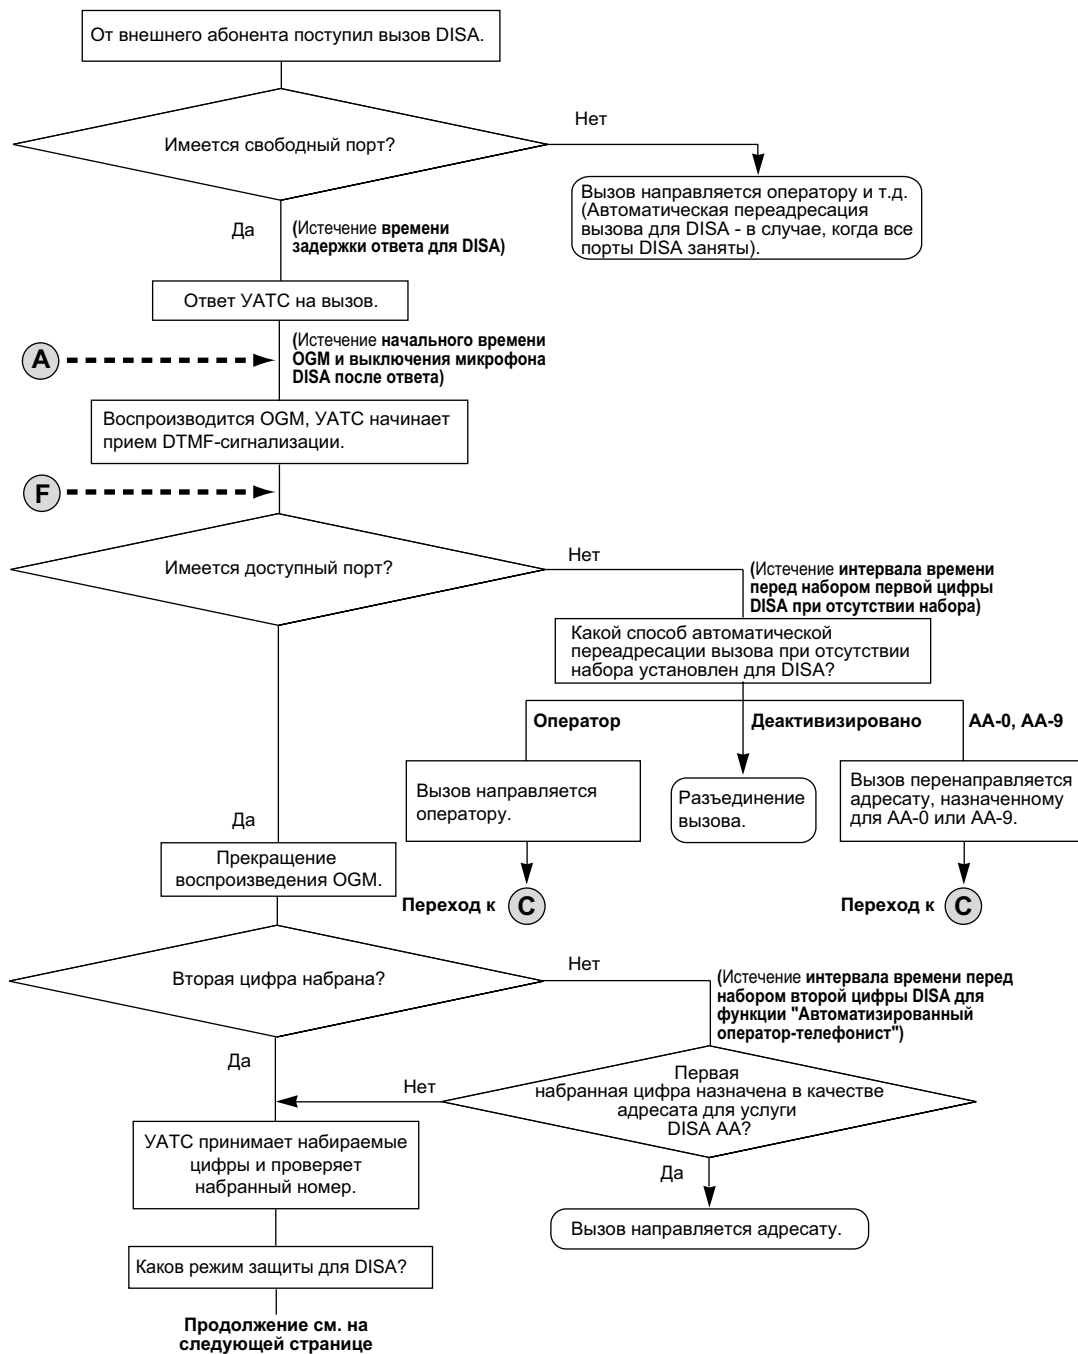 От внешнего абонента поступил вызов DISA.
Имеется свободный порт?
Нет
Вызов направляется оператору и т.д.
(Автоматическая переадресация
вызова для DISA - в случае, когда все
порты DISA заняты).
Да
(Истечение времени
задержки ответа для DISA)
Ответ УАТС на вызов.
(Истечение начального времени
OGM и выключения микрофона
DISA после ответа)
A
Воспроизводится OGM, УАТС начинает
прием DTMF-сигнализации.
F
Имеется доступный порт?
Нет
(Истечение интервала времени
перед набором первой цифры
DISA при отсутствии набора)
Какой способ автоматической
переадресации вызова при отсутствии
набора установлен для DISA?
Оператор
Деактивизировано
AA-0, AA-9
Вызов направляется
оператору.
Разъединение
вызова.
Вызов перенаправляется
адресату, назначенному
для AA-0 или AA-9.
Да
Прекращение
воспроизведения OGM.
Переход к C
Переход к C
Вторая цифра набрана?
Нет
(Истечение интервала времени перед
набором второй цифры DISA для
функции "Автоматизированный
оператор-телефонист")
Да
Нет
Первая
набранная цифра назначена в качестве
адресата для услуги
DISA AA?
УАТС принимает набираемые
цифры и проверяет
набранный номер.
Да
Вызов направляется адресату.
Каков режим защиты для DISA?
Продолжение см. на
следующей странице